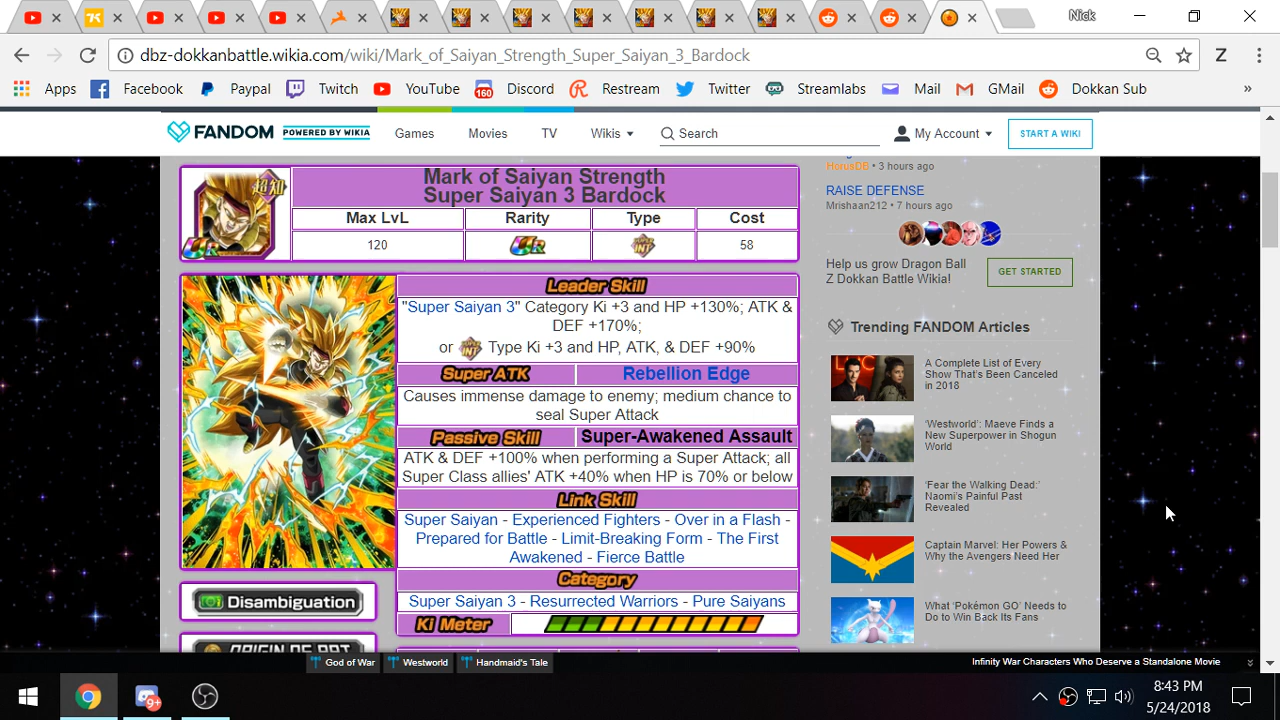 Nick
dbz-dokkanbattle.wikia.com/wiki/Mark_of_Saiyan_Strength_Super_Saiyan_3_Bardock
Z
Apps
Facebook
Paypal
Twitch
YouTube
160
Discord
Restream
Twitter
Streamlabs
Mail
GMail
Dokkan Sub
»
FANDOM
POWERED BY WIKIA
Games
Movies
TV
Wikis
Search
My Account
START A WIKI
Mark of Saiyan Strength
Super Saiyan 3 Bardock
超知
UR
Max LvL
Rarity
Type
Cost
120
UR
SUPER INT
58
Leader Skill
"Super Saiyan 3" Category Ki +3 and HP +130%; ATK &
DEF +170%;
or SUPER INT Type Ki +3 and HP, ATK, & DEF +90%
Super ATK
Rebellion Edge
Causes immense damage to enemy; medium chance to
seal Super Attack
Passive Skill
Super-Awakened Assault
ATK & DEF +100% when performing a Super Attack; all
Super Class allies' ATK +40% when HP is 70% or below
Link Skill
Super Saiyan - Experienced Fighters - Over in a Flash -
Prepared for Battle - Limit-Breaking Form - The First
Awakened - Fierce Battle
Category
Super Saiyan 3 - Resurrected Warriors - Pure Saiyans
Ki Meter
Disambiguation
HorusDB • 3 hours ago
RAISE DEFENSE
Mrishaan212 • 7 hours ago
Help us grow Dragon Ball
Z Dokkan Battle Wikia!
GET STARTED
Trending FANDOM Articles
A Complete List of Every
Show That's Been Canceled
in 2018
'Westworld': Maeve Finds a
New Superpower in Shogun
World
'Fear the Walking Dead:'
Naomi's Painful Past
Revealed
Captain Marvel: Her Powers &
Why the Avengers Need Her
What 'Pokémon GO' Needs to
Do to Win Back Its Fans
God of War
Westworld
Handmaid's Tale
Infinity War Characters Who Deserve a Standalone Movie
9+
8:43 PM
5/24/2018